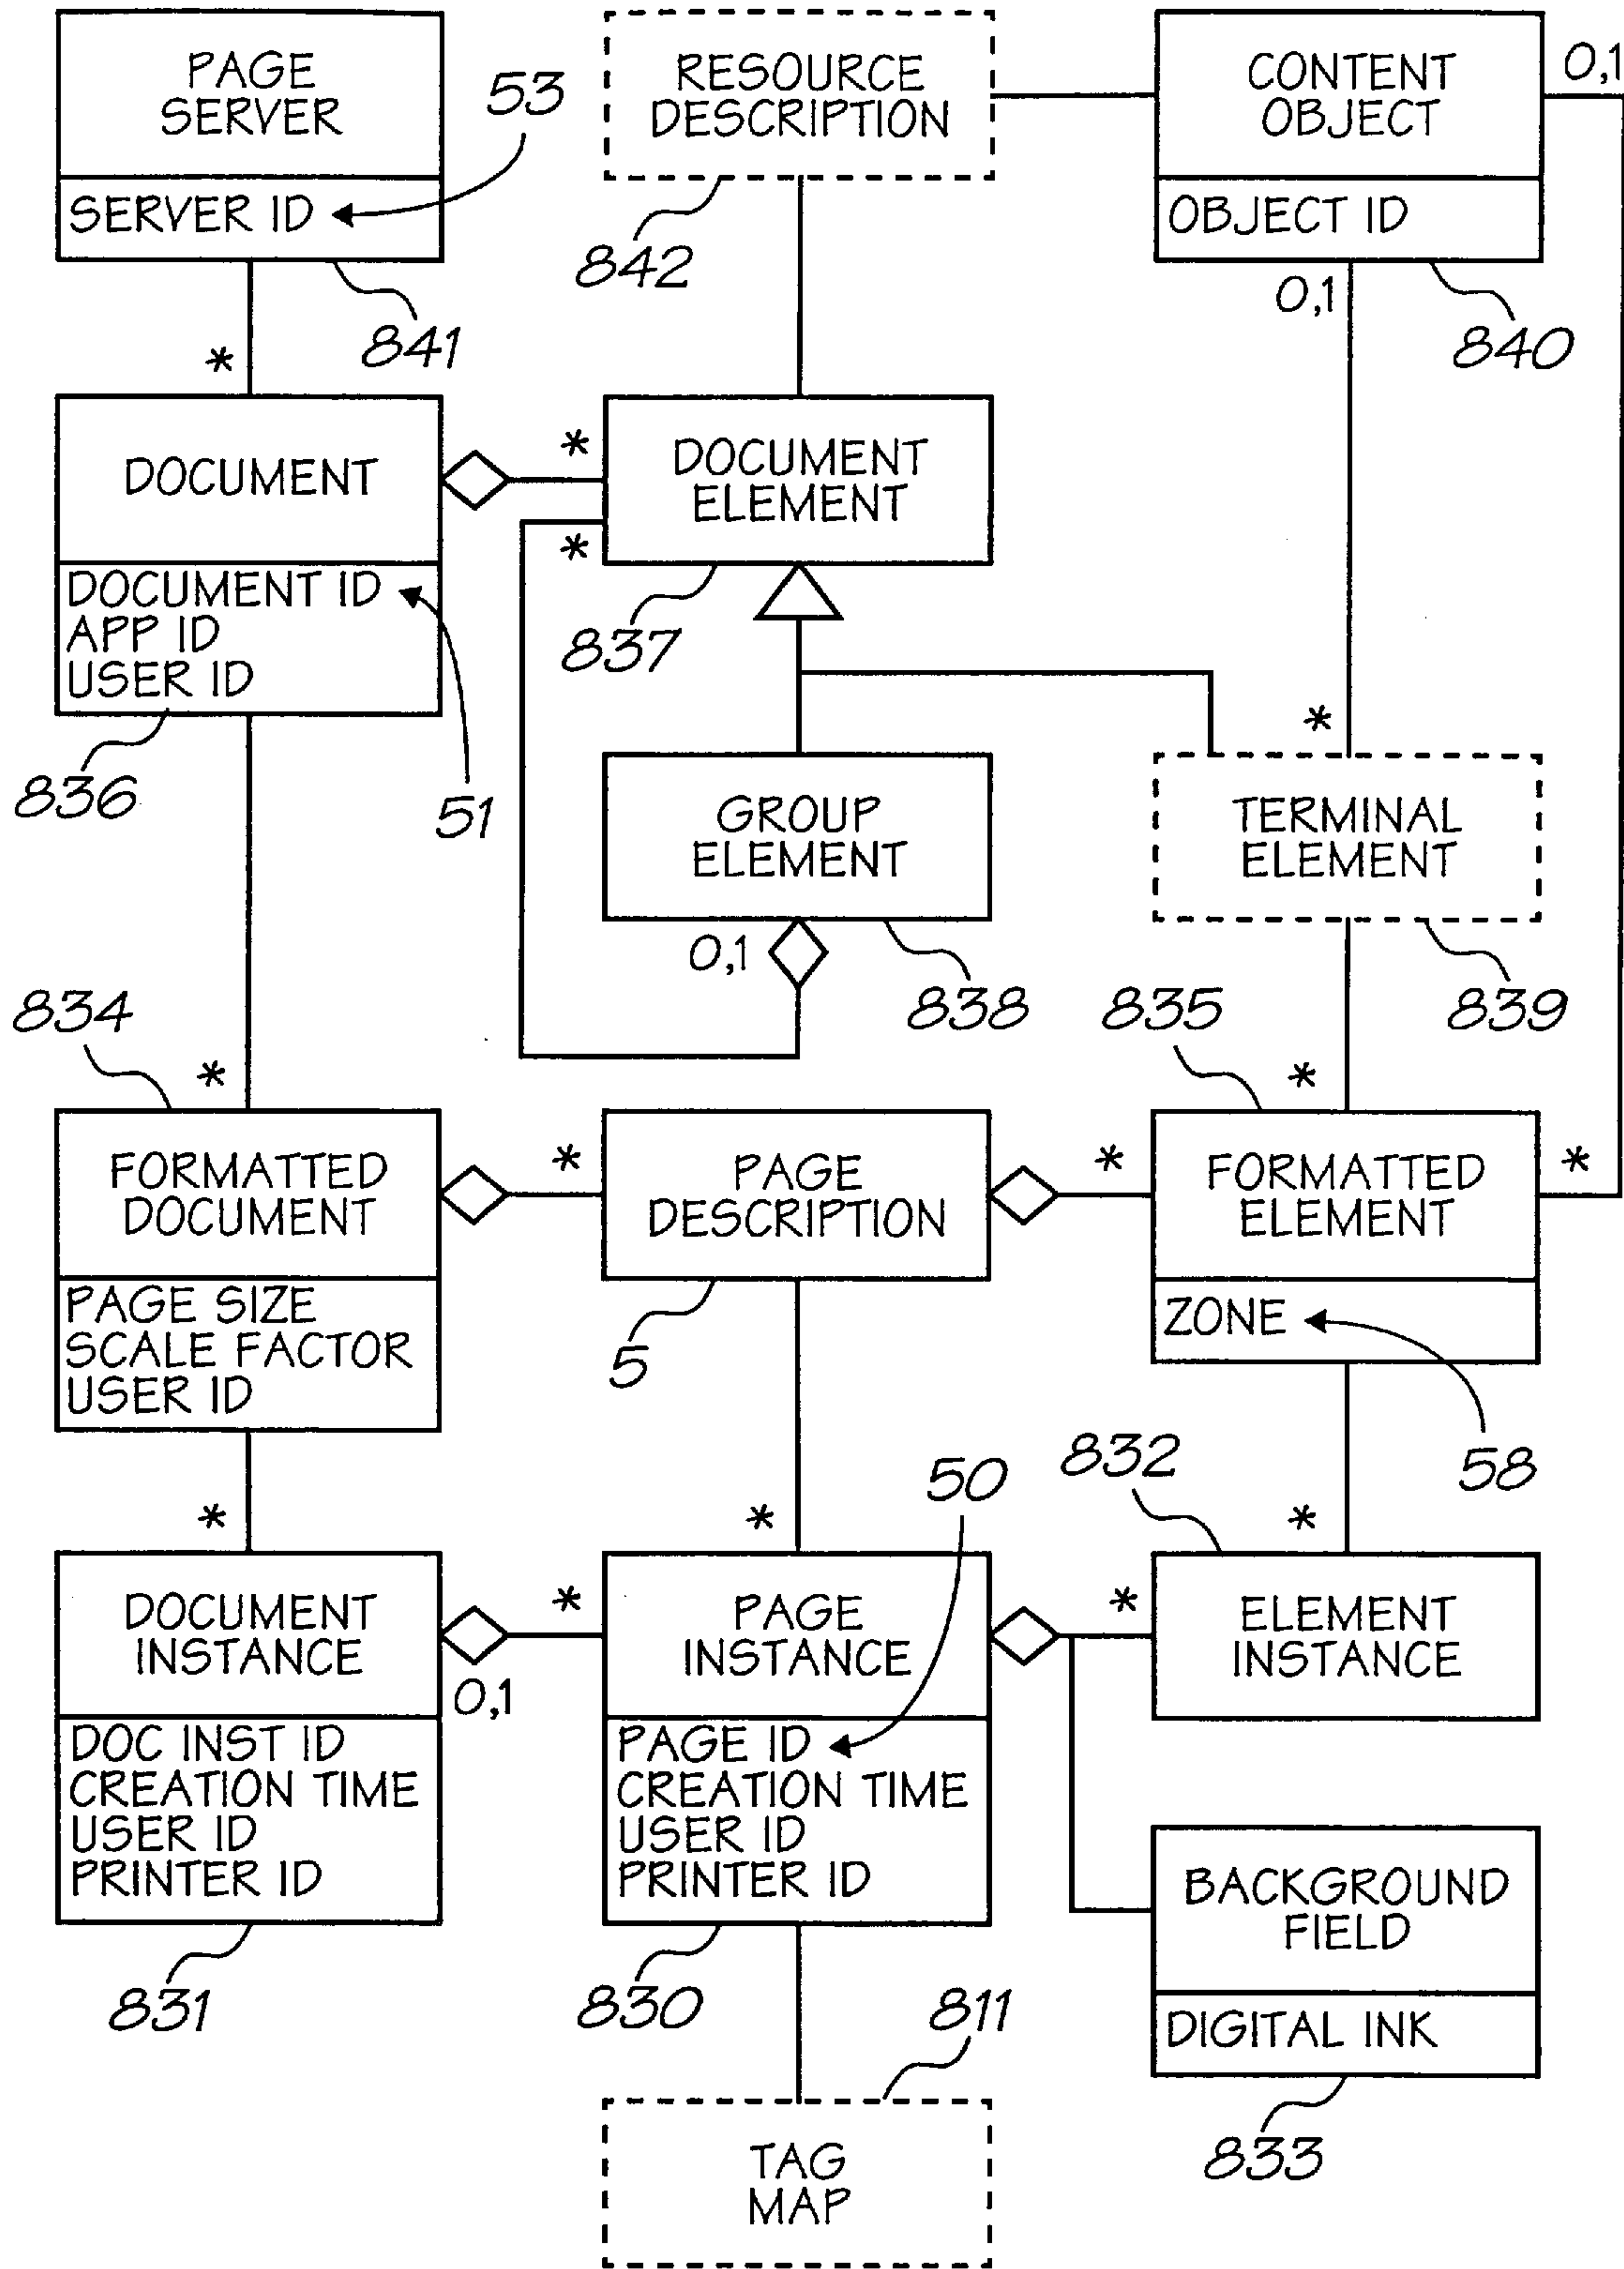 PAGE
SERVER
SERVER ID
53
841
*
RESOURCE
DESCRIPTION
842
CONTENT
OBJECT
OBJECT ID
0,1
0,1
840
DOCUMENT
DOCUMENT ID
APP ID
USER ID
836
51
*
*
DOCUMENT
ELEMENT
837
GROUP
ELEMENT
0,1
838
*
TERMINAL
ELEMENT
839
834
*
FORMATTED
DOCUMENT
PAGE SIZE
SCALE FACTOR
USER ID
*
PAGE
DESCRIPTION
5
*
835
*
FORMATTED
ELEMENT
*
ZONE
58
*
DOCUMENT
INSTANCE
0,1
DOC INST ID
CREATION TIME
USER ID
PRINTER ID
831
*
*
50
PAGE
INSTANCE
PAGE ID
CREATION TIME
USER ID
PRINTER ID
830
832
*
*
ELEMENT
INSTANCE
BACKGROUND
FIELD
DIGITAL INK
833
811
TAG
MAP